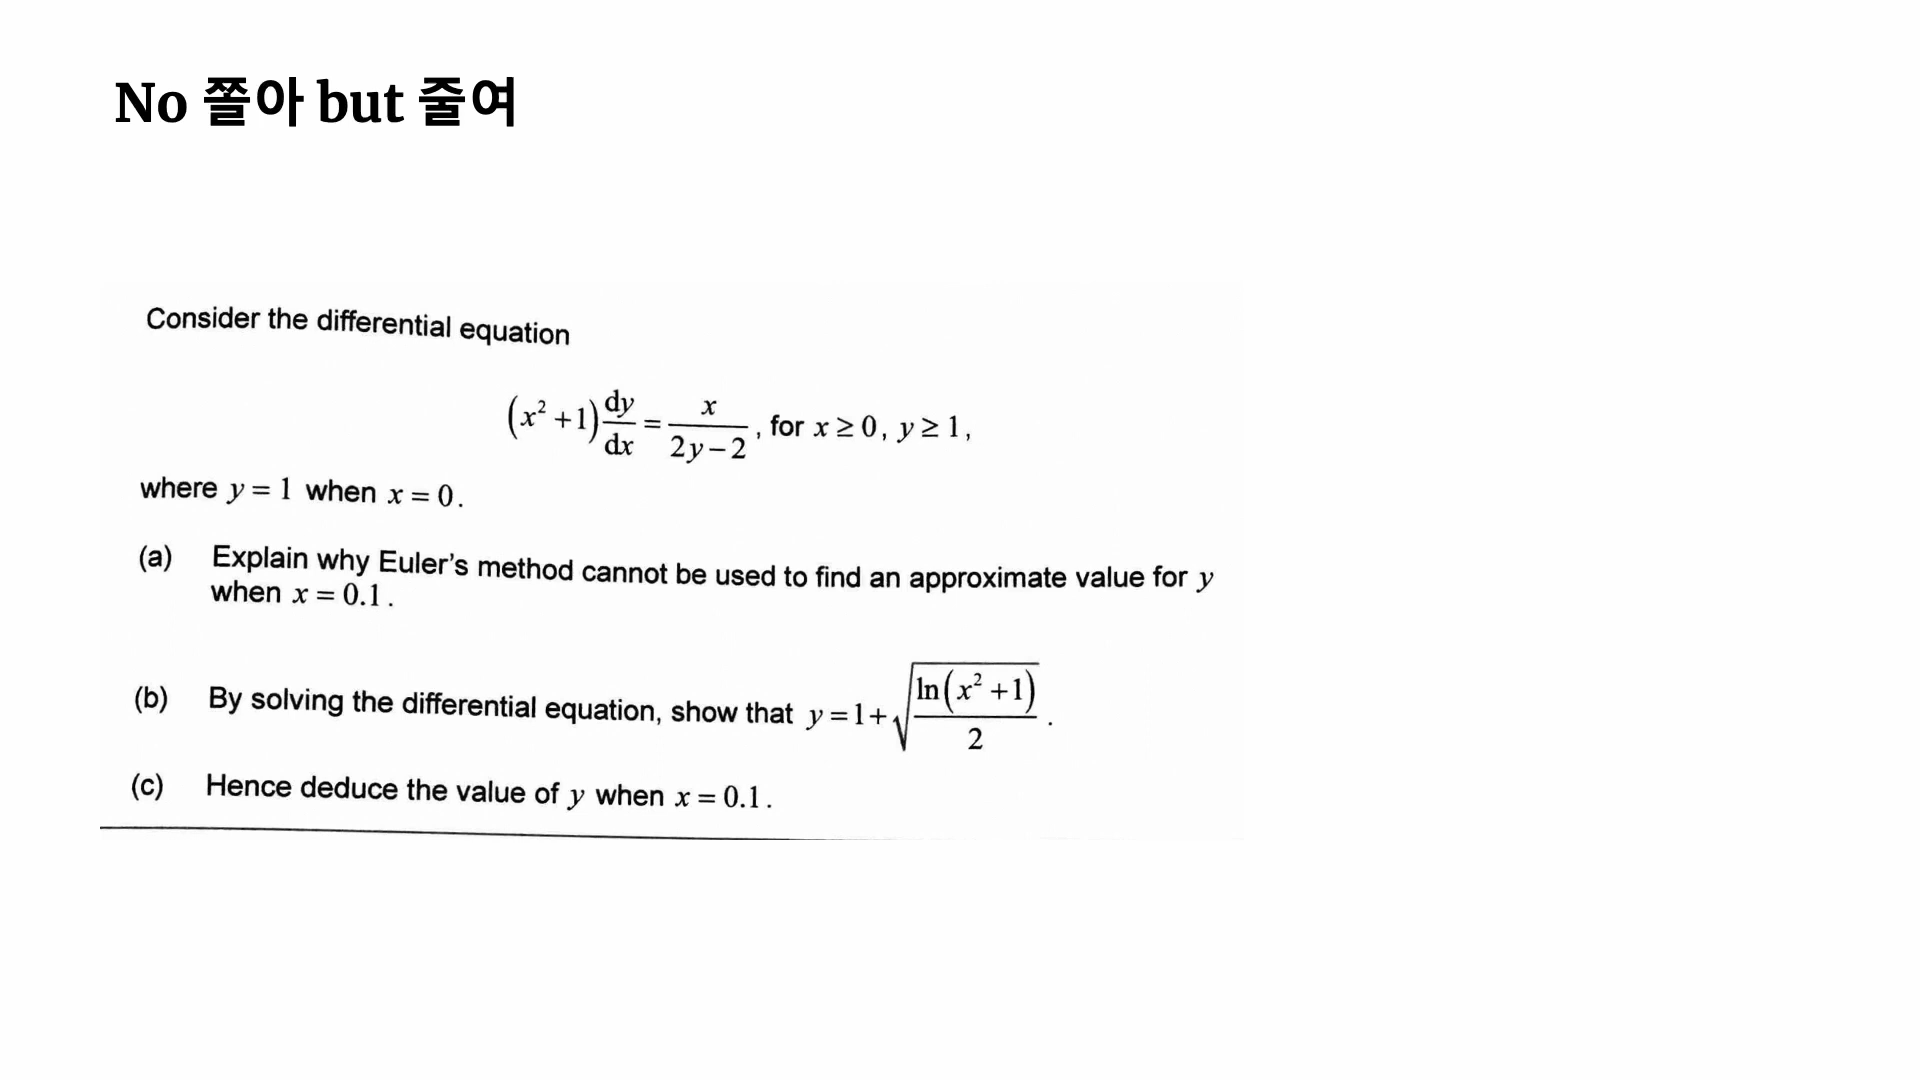 No 쫄아 but 줄여
Consider the differential equation
(x² + 1) dy/dx = x/(2y − 2), for x ≥ 0, y ≥ 1,
where y = 1 when x = 0.
(a) Explain why Euler's method cannot be used to find an approximate value for y
when x = 0.1.
(b) By solving the differential equation, show that y = 1 + √(ln(x² + 1)/2).
(c) Hence deduce the value of y when x = 0.1.